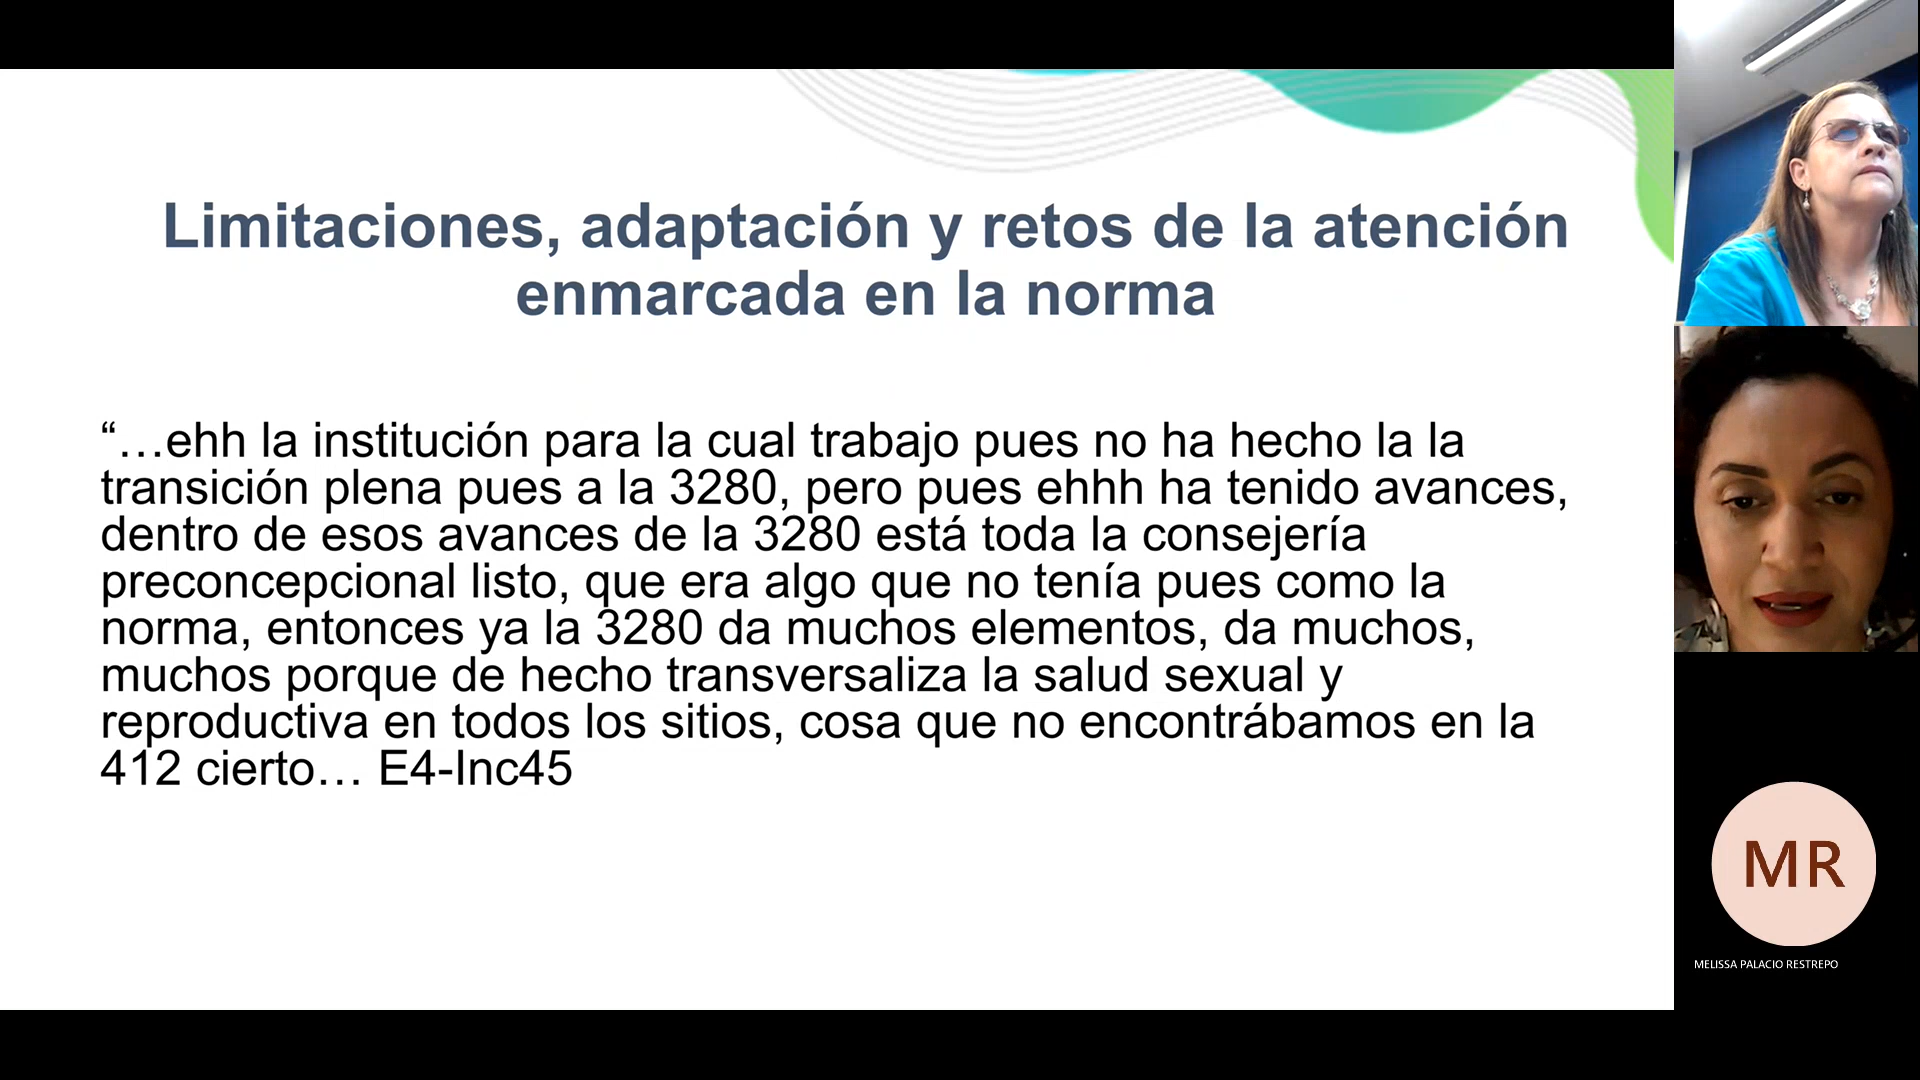 Limitaciones, adaptación y retos de la atención
enmarcada en la norma
“…ehh la institución para la cual trabajo pues no ha hecho la la
transición plena pues a la 3280, pero pues ehhh ha tenido avances,
dentro de esos avances de la 3280 está toda la consejería
preconcepcional listo, que era algo que no tenía pues como la
norma, entonces ya la 3280 da muchos elementos, da muchos,
muchos porque de hecho transversaliza la salud sexual y
reproductiva en todos los sitios, cosa que no encontrábamos en la
412 cierto… E4-Inc45
MR
MELISSA PALACIO RESTREPO